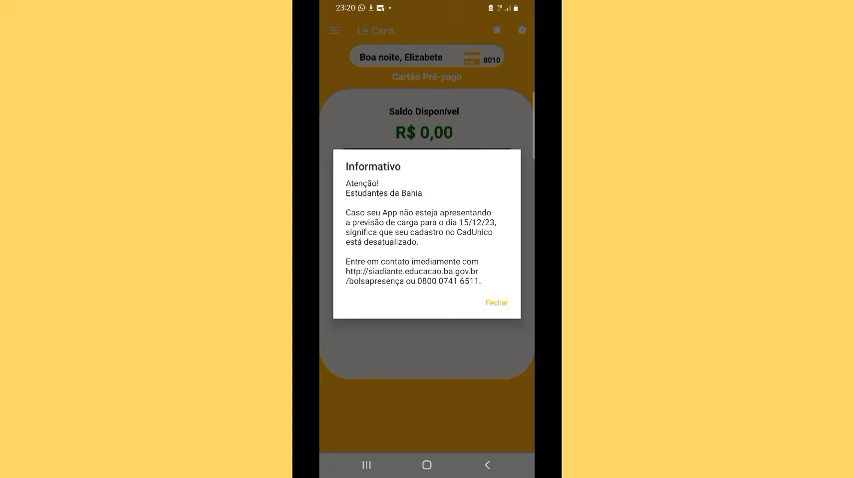 23:20
Le Card
Boa noite, Elizabete
8010
Cartão Pré-pago
Saldo Disponível
R$ 0,00
Informativo
Atenção!
Estudantes da Bahia
Caso seu App não esteja apresentando
a previsão de carga para o dia 15/12/23,
significa que seu cadastro no CadUnico
está desatualizado.
Entre em contato imediamente com
http://siadiante.educacao.ba.gov.br
/bolsapresença ou 0800 0741 6511.
Fechar